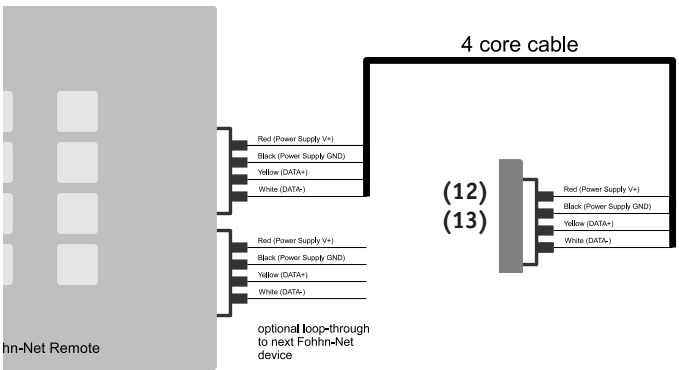 4 core cable
Red (Power Supply V+)
Black (Power Supply GND)
Yellow (DATA+)
White (DATA-)
(12)
(13)
Red (Power Supply V+)
Black (Power Supply GND)
Yellow (DATA+)
White (DATA-)
Red (Power Supply V+)
Black (Power Supply GND)
Yellow (DATA+)
White (DATA-)
optional loop-through
to next Fohhn-Net
device
hn-Net Remote